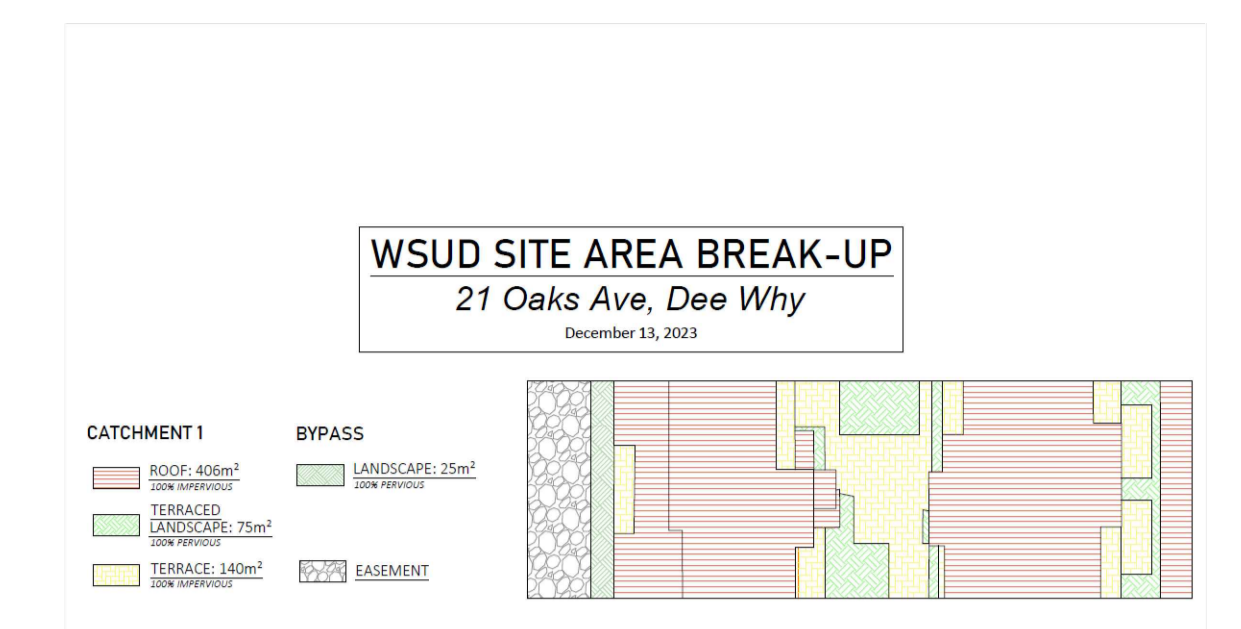 WSUD SITE AREA BREAK-UP
21 Oaks Ave, Dee Why
December 13, 2023
CATCHMENT 1
ROOF: 406m²
100% IMPERVIOUS
TERRACED
LANDSCAPE: 75m²
100% PERVIOUS
TERRACE: 140m²
100% IMPERVIOUS
BYPASS
LANDSCAPE: 25m²
100% PERVIOUS
EASEMENT